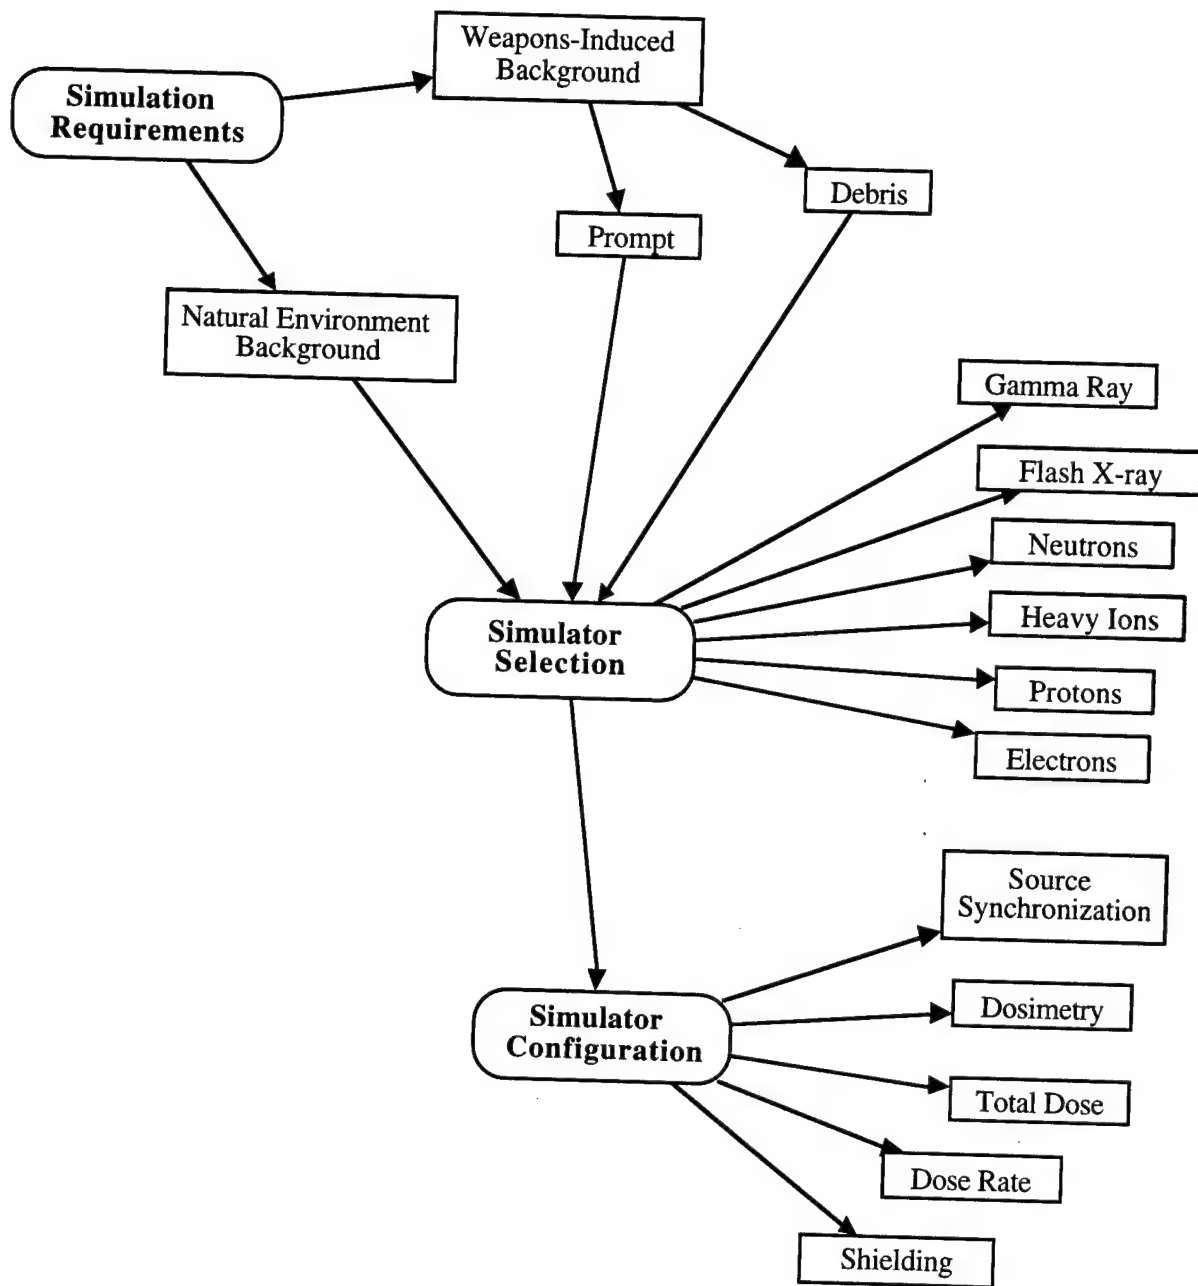 Weapons-Induced
Background
Simulation
Requirements
Debris
Prompt
Natural Environment
Background
Gamma Ray
Flash X-ray
Neutrons
Heavy Ions
Simulator
Selection
Protons
Electrons
Source
Synchronization
Simulator
Configuration
Dosimetry
Total Dose
Dose Rate
Shielding